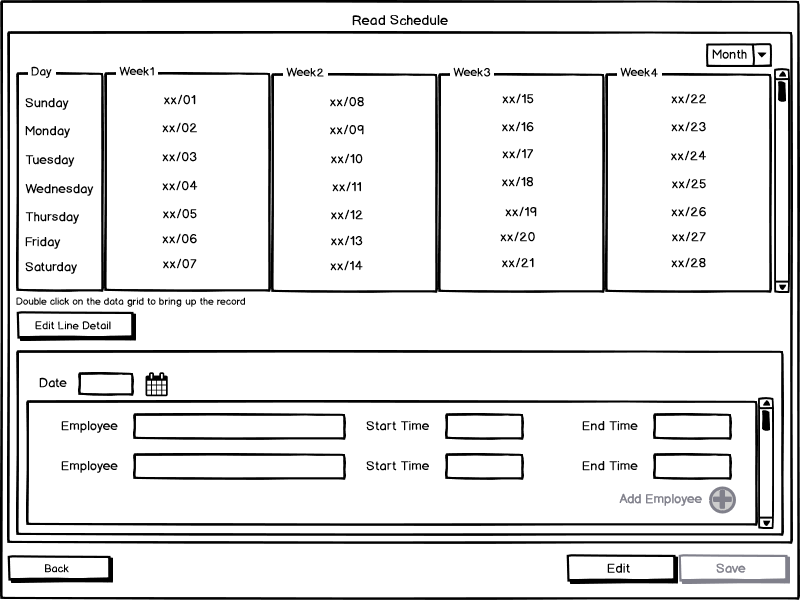 Read Schedule
Month
Day Week1 Week2 Week3 Week4
Sunday xx/01 xx/08 xx/15 xx/22
Monday xx/02 xx/09 xx/16 xx/23
Tuesday xx/03 xx/10 xx/17 xx/24
Wednesday xx/04 xx/11 xx/18 xx/25
Thursday xx/05 xx/12 xx/19 xx/26
Friday xx/06 xx/13 xx/20 xx/27
Saturday xx/07 xx/14 xx/21 xx/28
Double click on the data grid to bring up the record
Edit Line Detail
Date
Employee Start Time End Time
Employee Start Time End Time
Add Employee
Back Edit Save